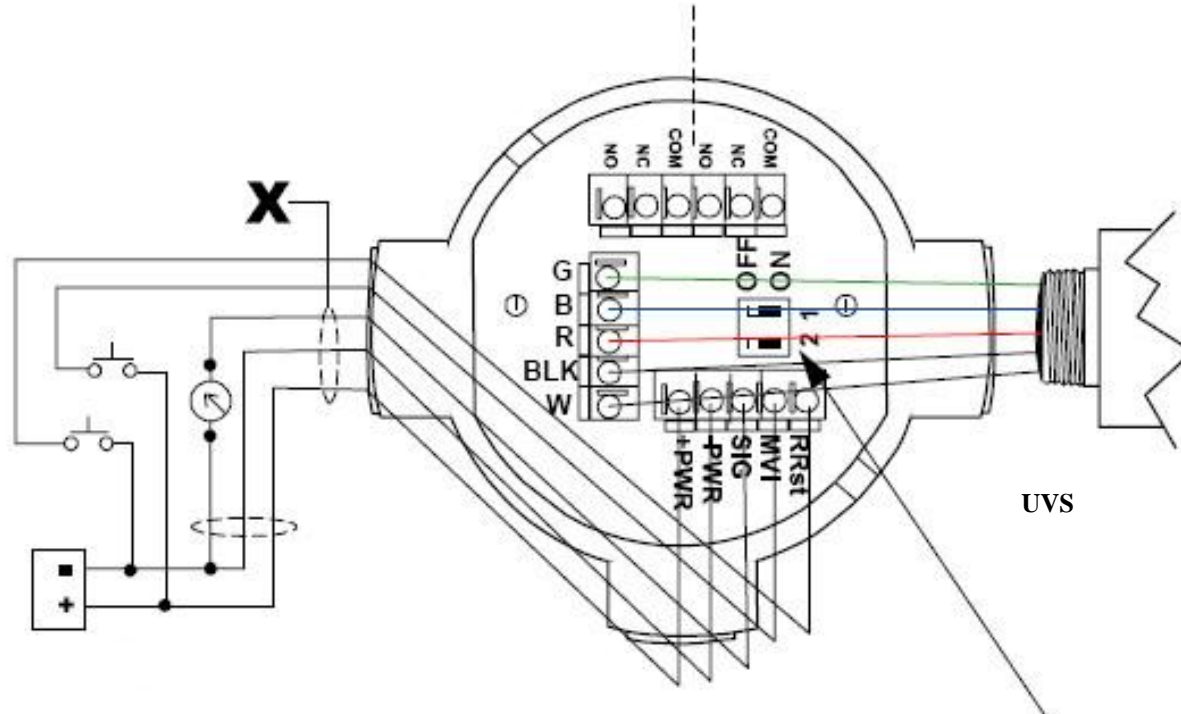 X
NO NC COM NO NC COM
OFF ON
G
B
R
BLK
W
1
2
+PWR -PWR SIG MVI RRst
UVS
+